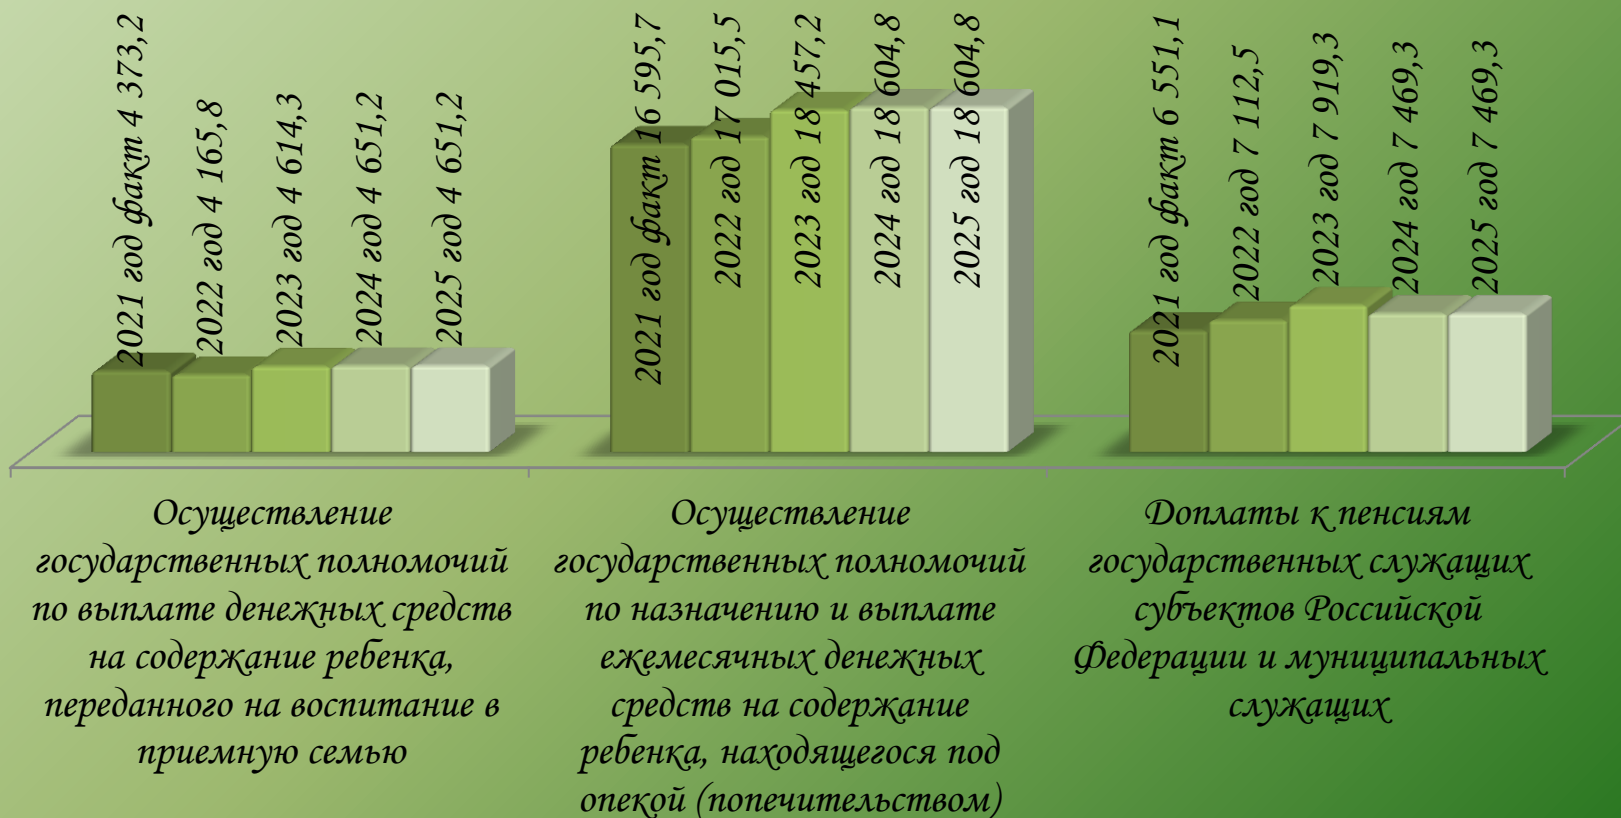 2021 год факт 4 373,2
2022 год 4 165,8
2023 год 4 614,3
2024 год 4 651,2
2025 год 4 651,2
2021 год факт 16 595,7
2022 год 17 015,5
2023 год 18 457,2
2024 год 18 604,8
2025 год 18 604,8
2021 год факт 6 551,1
2022 год 7 112,5
2023 год 7 919,3
2024 год 7 469,3
2025 год 7 469,3
Осуществление
государственных полномочий
по выплате денежных средств
на содержание ребенка,
переданного на воспитание в
приемную семью
Осуществление
государственных полномочий
по назначению и выплате
ежемесячных денежных
средств на содержание
ребенка, находящегося под
опекой (попечительством)
Доплаты к пенсиям
государственных служащих
субъектов Российской
Федерации и муниципальных
служащих